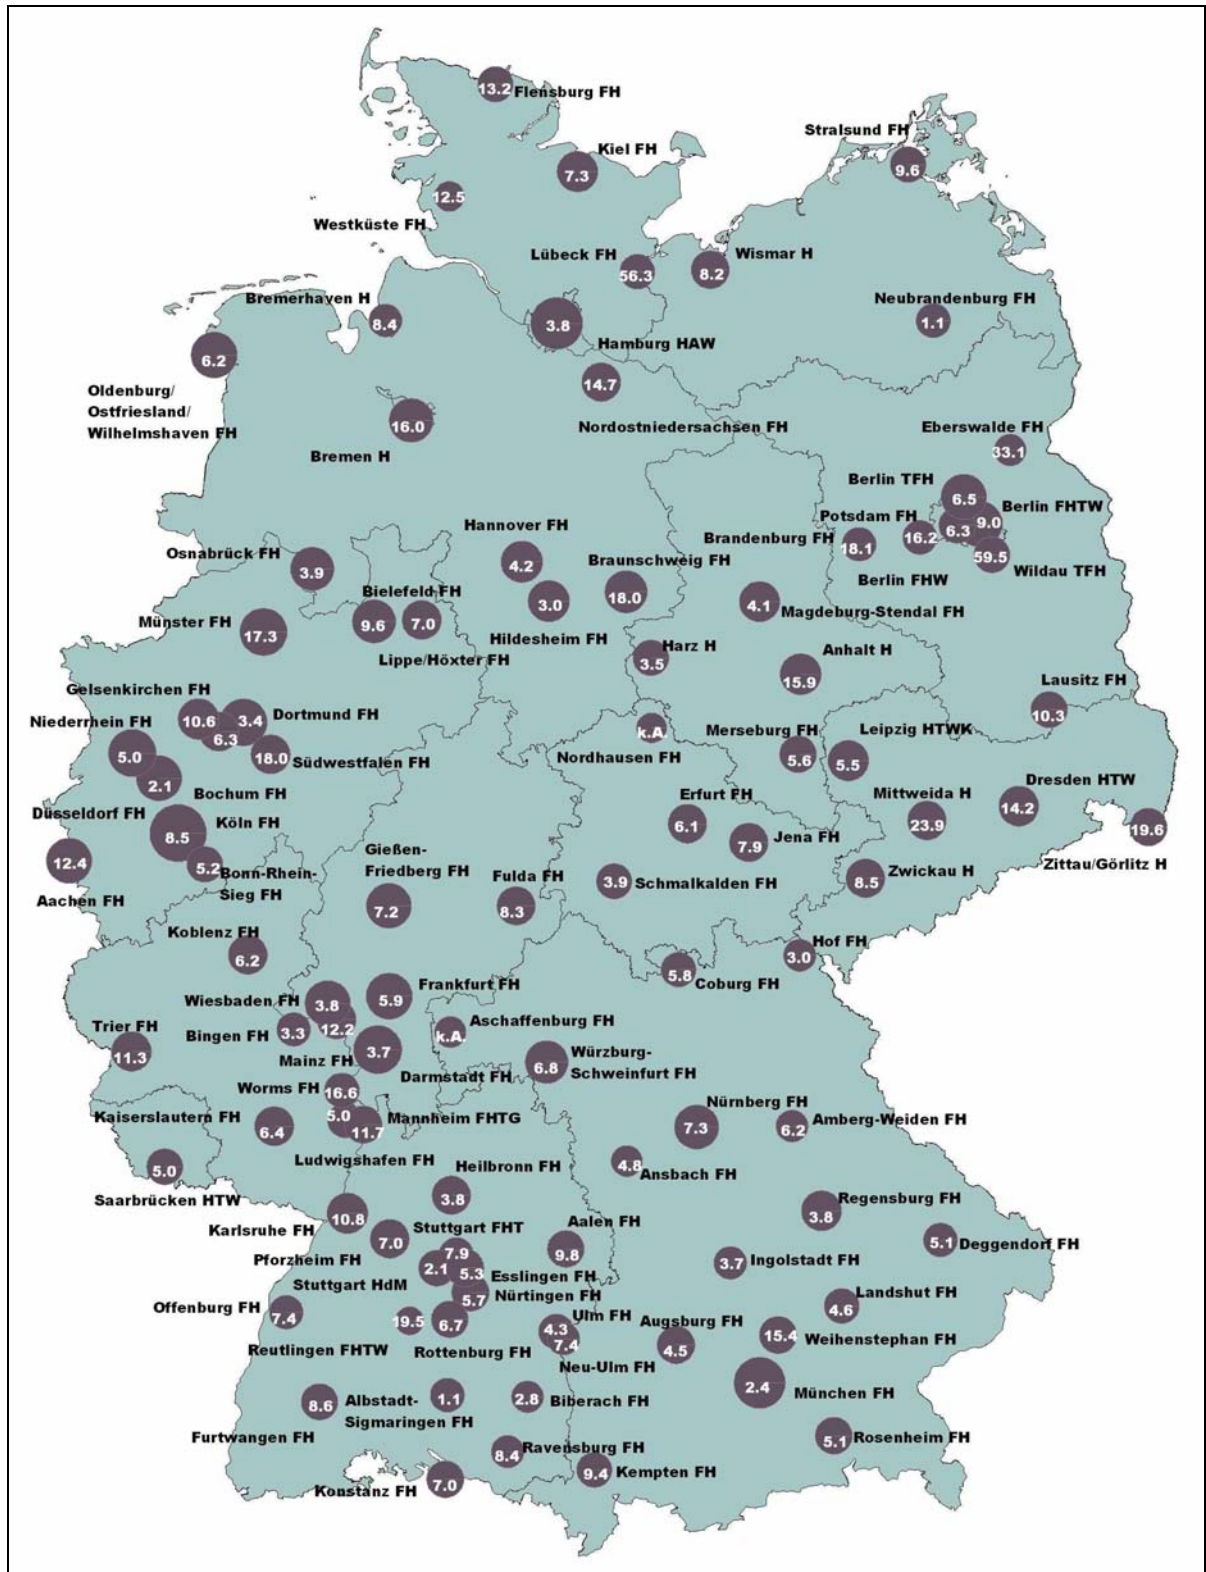 13.2
Flensburg FH
Stralsund FH
Kiel FH
7.3
9.6
12.5
Westküste FH
Lübeck FH
56.3
Wismar H
8.2
Bremerhaven H
8.4
3.8
Hamburg HAW
Neubrandenburg FH
1.1
6.2
Oldenburg/
Ostfriesland/
Wilhelmshaven FH
14.7
Nordostniedersachsen FH
16.0
Bremen H
Eberswalde FH
33.1
Berlin TFH
6.5
Berlin FHTW
9.0
6.3
Potsdam FH
16.2
Brandenburg FH
18.1
Berlin FHW
59.5
Wildau TFH
Hannover FH
4.2
Osnabrück FH
3.9
Braunschweig FH
18.0
3.0
Hildesheim FH
4.1
Magdeburg-Stendal FH
Bielefeld FH
9.6
7.0
Lippe/Höxter FH
Münster FH
17.3
Harz H
3.5
Anhalt H
15.9
Lausitz FH
10.3
Gelsenkirchen FH
10.6
3.4
Dortmund FH
6.3
Niederrhein FH
5.0
18.0
Südwestfalen FH
2.1
Bochum FH
k.A.
Nordhausen FH
Merseburg FH
5.6
Leipzig HTWK
5.5
Dresden HTW
14.2
Mittweida H
23.9
19.6
Zittau/Görlitz H
Düsseldorf FH
Köln FH
8.5
Erfurt FH
6.1
7.9
Jena FH
12.4
Aachen FH
5.2
Bonn-Rhein-
Sieg FH
Gießen-
Friedberg FH
7.2
Fulda FH
8.3
3.9
Schmalkalden FH
8.5
Zwickau H
Koblenz FH
6.2
Hof FH
3.0
5.8
Coburg FH
Wiesbaden FH
3.8
5.9
Frankfurt FH
Bingen FH
3.3
12.2
Mainz FH
3.7
Darmstadt FH
k.A.
Aschaffenburg FH
Trier FH
11.3
6.8
Würzburg-
Schweinfurt FH
Worms FH
16.6
Kaiserslautern FH
6.4
5.0
11.7
Mannheim FHTG
Ludwigshafen FH
Nürnberg FH
7.3
6.2
Amberg-Weiden FH
5.0
Saarbrücken HTW
Heilbronn FH
3.8
4.8
Ansbach FH
Regensburg FH
3.8
Karlsruhe FH
10.8
Stuttgart FHT
7.0
Pforzheim FH
7.9
Aalen FH
9.8
5.1
Deggendorf FH
2.1
5.3
Esslingen FH
Stuttgart HdM
3.7
Ingolstadt FH
5.7
Nürtingen FH
Landshut FH
4.6
Offenburg FH
7.4
19.5
Reutlingen FHTW
6.7
Rottenburg FH
Ulm FH
4.3
7.4
Neu-Ulm FH
Augsburg FH
4.5
15.4
Weihenstephan FH
2.4
München FH
8.6
Furtwangen FH
Albstadt-
Sigmaringen FH
1.1
2.8
Biberach FH
5.1
Rosenheim FH
Ravensburg FH
8.4
9.4
Kempten FH
Konstanz FH
7.0